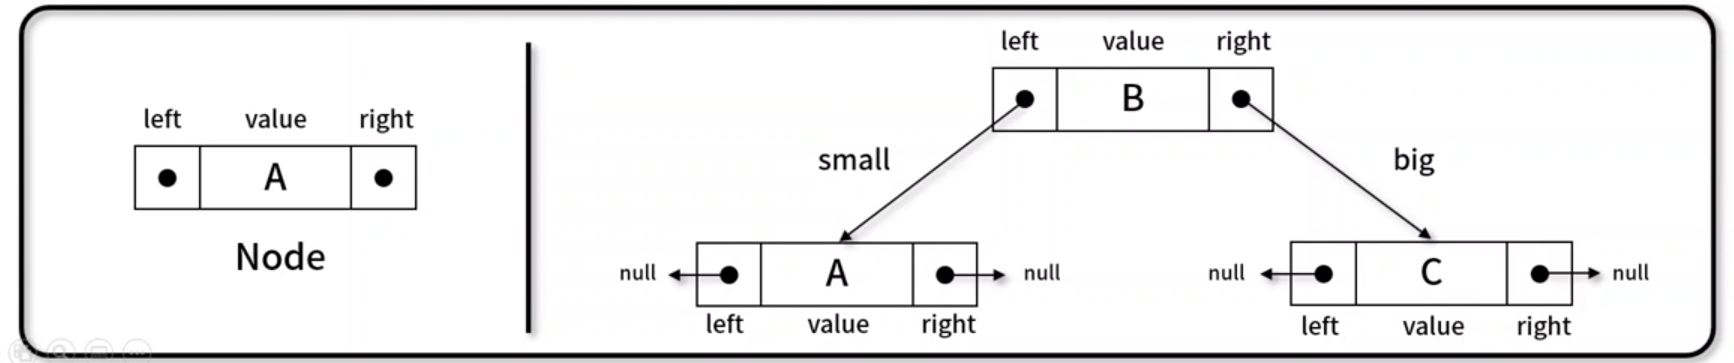 left value right
A
Node
left value right
B
small big
null A null
left value right
null C null
left value right